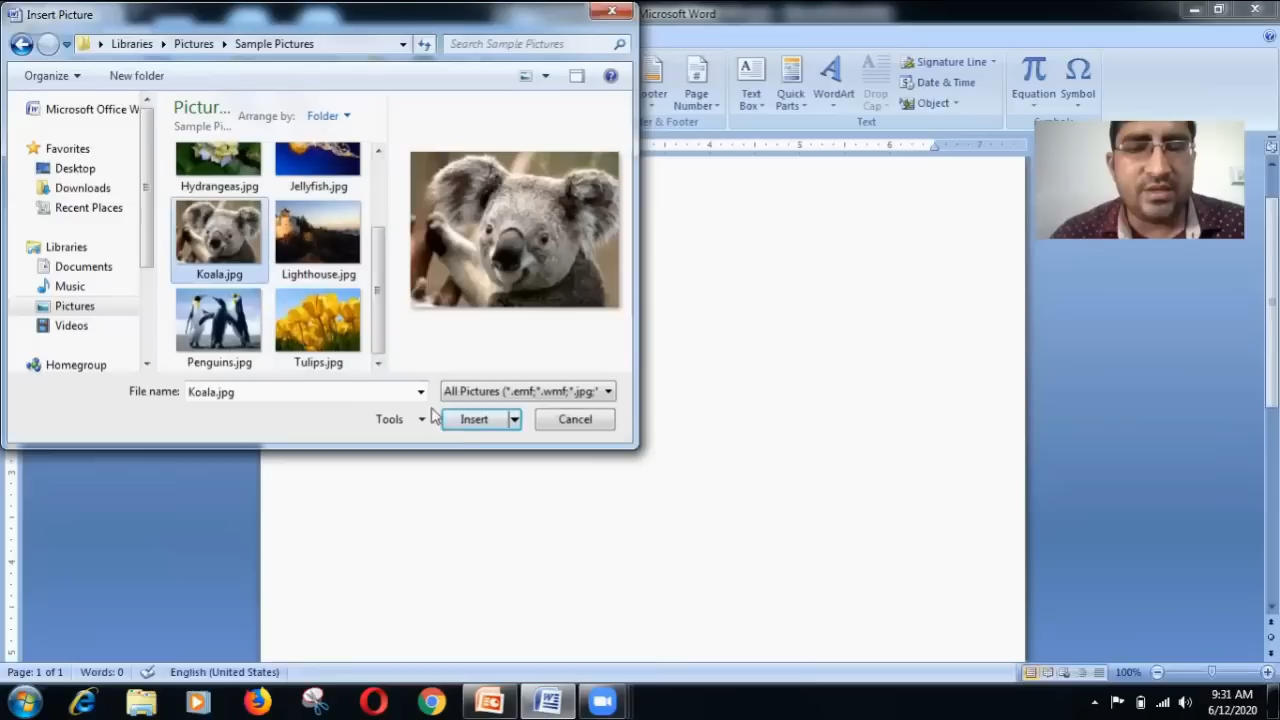 Insert Picture
Microsoft Word
Libraries Pictures Sample Pictures
Search Sample Pictures
Organize
New folder
Signature Line
Date & Time
Object
Page
Number
Text
Box
Quick
Parts
WordArt
Drop
Cap
Equation
Symbol
Text
Microsoft Office W
Pictur...
Sample Pi...
Arrange by:
Folder
Favorites
Desktop
Downloads
Recent Places
Libraries
Documents
Music
Pictures
Videos
Homegroup
Hydrangeas.jpg
Jellyfish.jpg
Koala.jpg
Lighthouse.jpg
Penguins.jpg
Tulips.jpg
4 5 6 7
File name:
Koala.jpg
All Pictures (*.emf;*.wmf;*.jpg;*
Tools
Insert
Cancel
Page: 1 of 1
Words: 0
English (United States)
100%
9:31 AM
6/12/2020